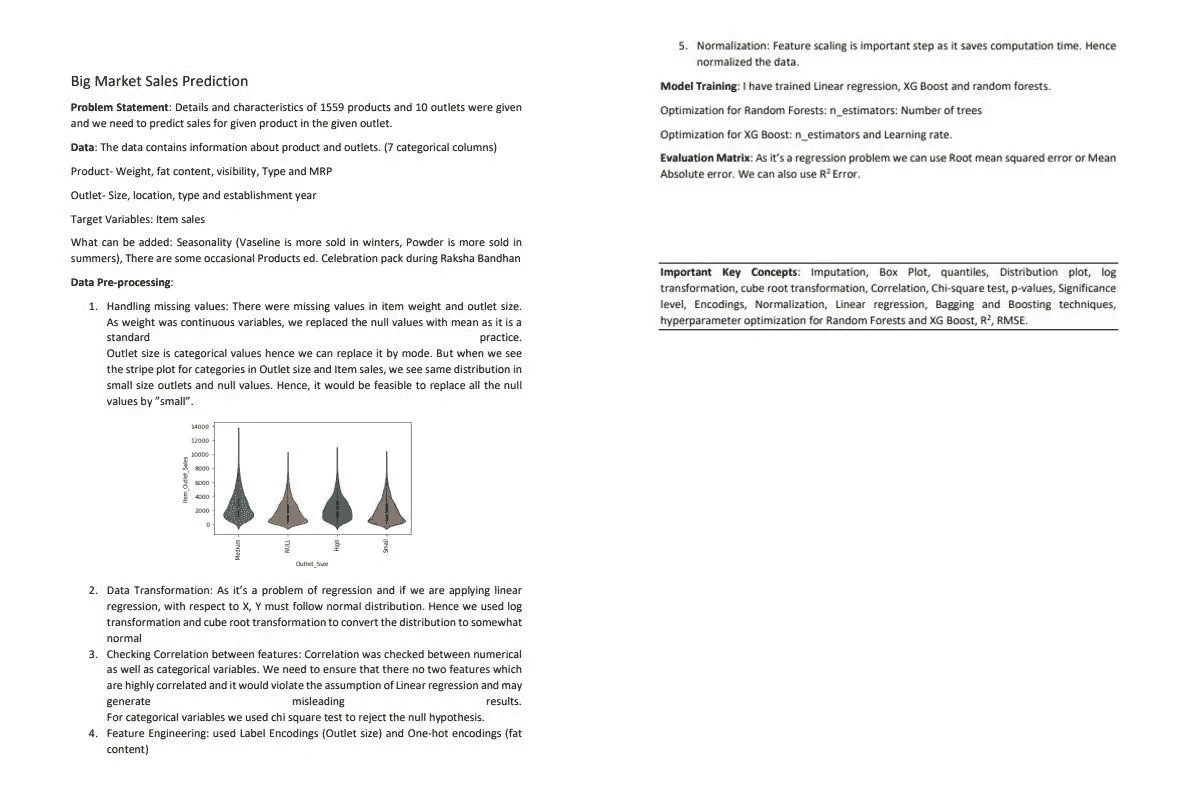 Big Market Sales Prediction
Problem Statement: Details and characteristics of 1559 products and 10 outlets were given
and we need to predict sales for given product in the given outlet.
Data: The data contains information about product and outlets. (7 categorical columns)
Product- Weight, fat content, visibility, Type and MRP
Outlet- Size, location, type and establishment year
Target Variables: Item sales
What can be added: Seasonality (Vaseline is more sold in winters, Powder is more sold in
summers), There are some occasional Products ed. Celebration pack during Raksha Bandhan
Data Pre-processing:
1. Handling missing values: There were missing values in item weight and outlet size.
As weight was continuous variables, we replaced the null values with mean as it is a
standard practice.
Outlet size is categorical values hence we can replace it by mode. But when we see
the stripe plot for categories in Outlet size and Item sales, we see same distribution in
small size outlets and null values. Hence, it would be feasible to replace all the null
values by ”small”.
14000
12000
10000
8000
6000
4000
2000
0
Item_Outlet_Sales
Medium
NULL
High
Small
Outlet_Size
2. Data Transformation: As it’s a problem of regression and if we are applying linear
regression, with respect to X, Y must follow normal distribution. Hence we used log
transformation and cube root transformation to convert the distribution to somewhat
normal
3. Checking Correlation between features: Correlation was checked between numerical
as well as categorical variables. We need to ensure that there no two features which
are highly correlated and it would violate the assumption of Linear regression and may
generate misleading results.
For categorical variables we used chi square test to reject the null hypothesis.
4. Feature Engineering: used Label Encodings (Outlet size) and One-hot encodings (fat
content)
5. Normalization: Feature scaling is important step as it saves computation time. Hence
normalized the data.
Model Training: I have trained Linear regression, XG Boost and random forests.
Optimization for Random Forests: n_estimators: Number of trees
Optimization for XG Boost: n_estimators and Learning rate.
Evaluation Matrix: As it’s a regression problem we can use Root mean squared error or Mean
Absolute error. We can also use R² Error.
Important Key Concepts: Imputation, Box Plot, quantiles, Distribution plot, log
transformation, cube root transformation, Correlation, Chi-square test, p-values, Significance
level, Encodings, Normalization, Linear regression, Bagging and Boosting techniques,
hyperparameter optimization for Random Forests and XG Boost, R², RMSE.